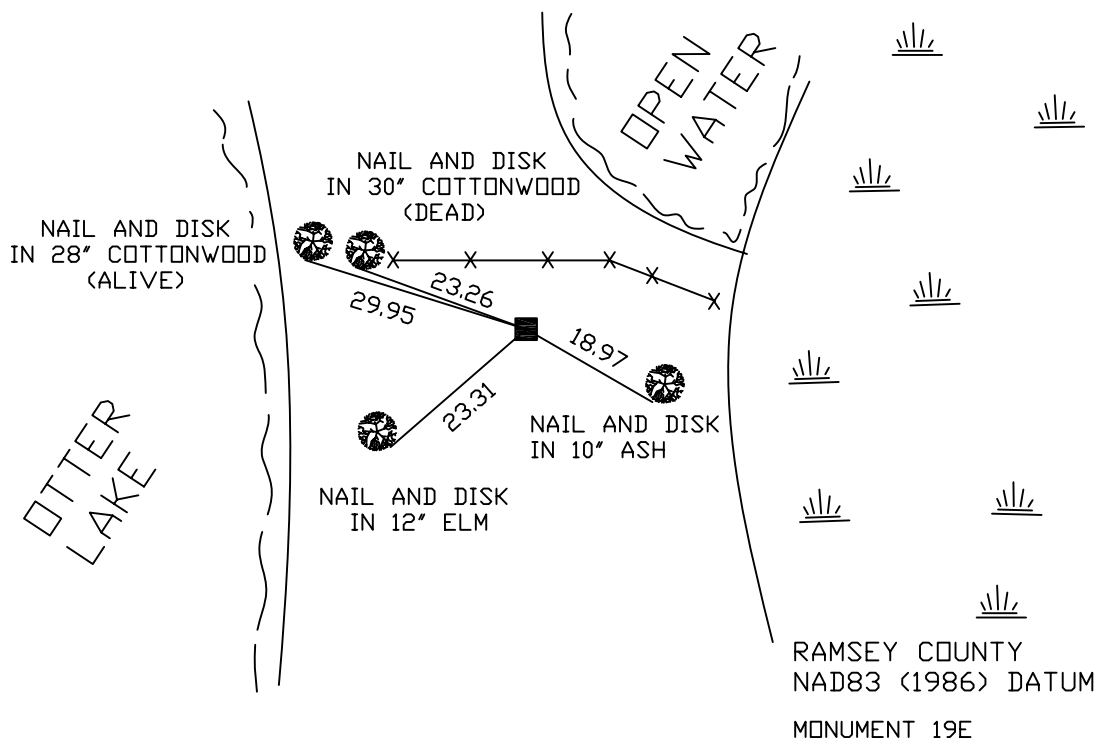 OPEN
WATER
NAIL AND DISK
IN 30" COTTONWOOD
(DEAD)
NAIL AND DISK
IN 28" COTTONWOOD
(ALIVE)
23.26
29.95
18.97
23.31
NAIL AND DISK
IN 10" ASH
OTTER
LAKE
NAIL AND DISK
IN 12" ELM
RAMSEY COUNTY
NAD83 (1986) DATUM
MONUMENT 19E